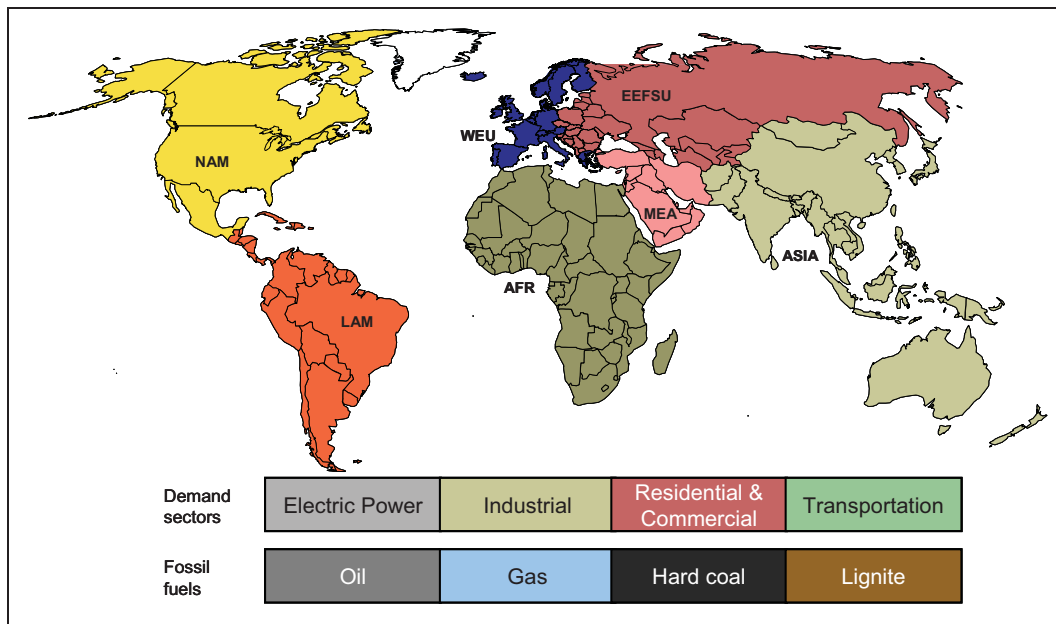 EEFSU
WEU
NAM
MEA
ASIA
AFR
LAM
Demand
sectors
Electric Power
Industrial
Residential &
Commercial
Transportation
Fossil
fuels
Oil
Gas
Hard coal
Lignite